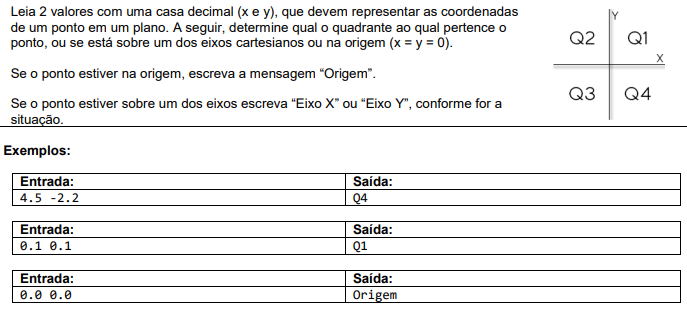 Leia 2 valores com uma casa decimal (x e y), que devem representar as coordenadas
de um ponto em um plano. A seguir, determine qual o quadrante ao qual pertence o
ponto, ou se está sobre um dos eixos cartesianos ou na origem (x = y = 0).
Se o ponto estiver na origem, escreva a mensagem “Origem”.
Se o ponto estiver sobre um dos eixos escreva “Eixo X” ou “Eixo Y”, conforme for a
situação.
Y
Q2 Q1
X
Q3 Q4
Exemplos:
Entrada: Saída:
4.5 -2.2 Q4
Entrada: Saída:
0.1 0.1 Q1
Entrada: Saída:
0.0 0.0 Origem